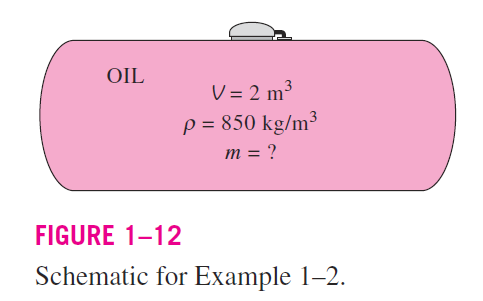 OIL
V = 2 m³
ρ = 850 kg/m³
m = ?
FIGURE 1–12
Schematic for Example 1–2.